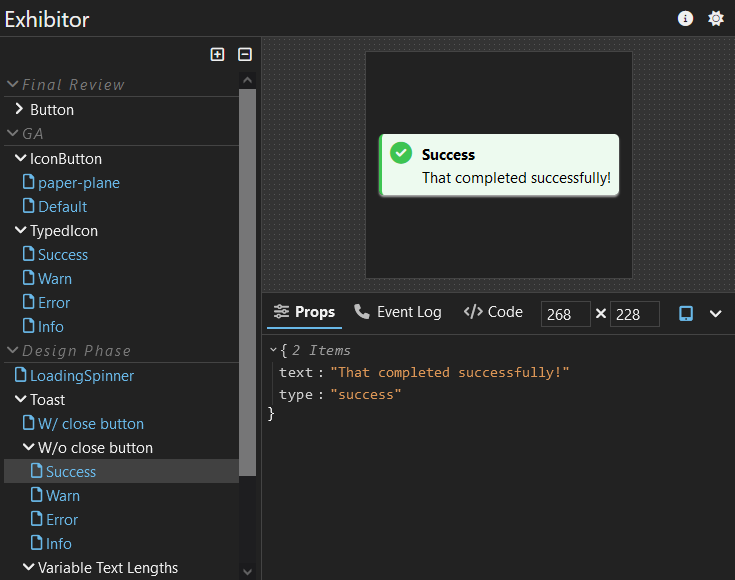 Exhibitor
Final Review
Button
GA
IconButton
paper-plane
Default
TypedIcon
Success
Warn
Error
Info
Design Phase
LoadingSpinner
Toast
W/ close button
W/o close button
Success
Warn
Error
Info
Variable Text Lengths
Success
That completed successfully!
Props Event Log Code 268 × 228
{ 2 Items
text : "That completed successfully!"
type : "success"
}